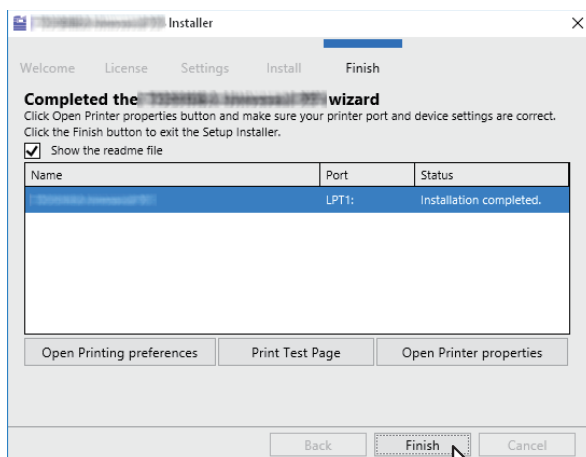 Installer
Welcome License Settings Install Finish
Completed the wizard
Click Open Printer properties button and make sure your printer port and device settings are correct.
Click the Finish button to exit the Setup Installer.
Show the readme file
Name Port Status
LPT1: Installation completed.
Open Printing preferences Print Test Page Open Printer properties
Back Finish Cancel